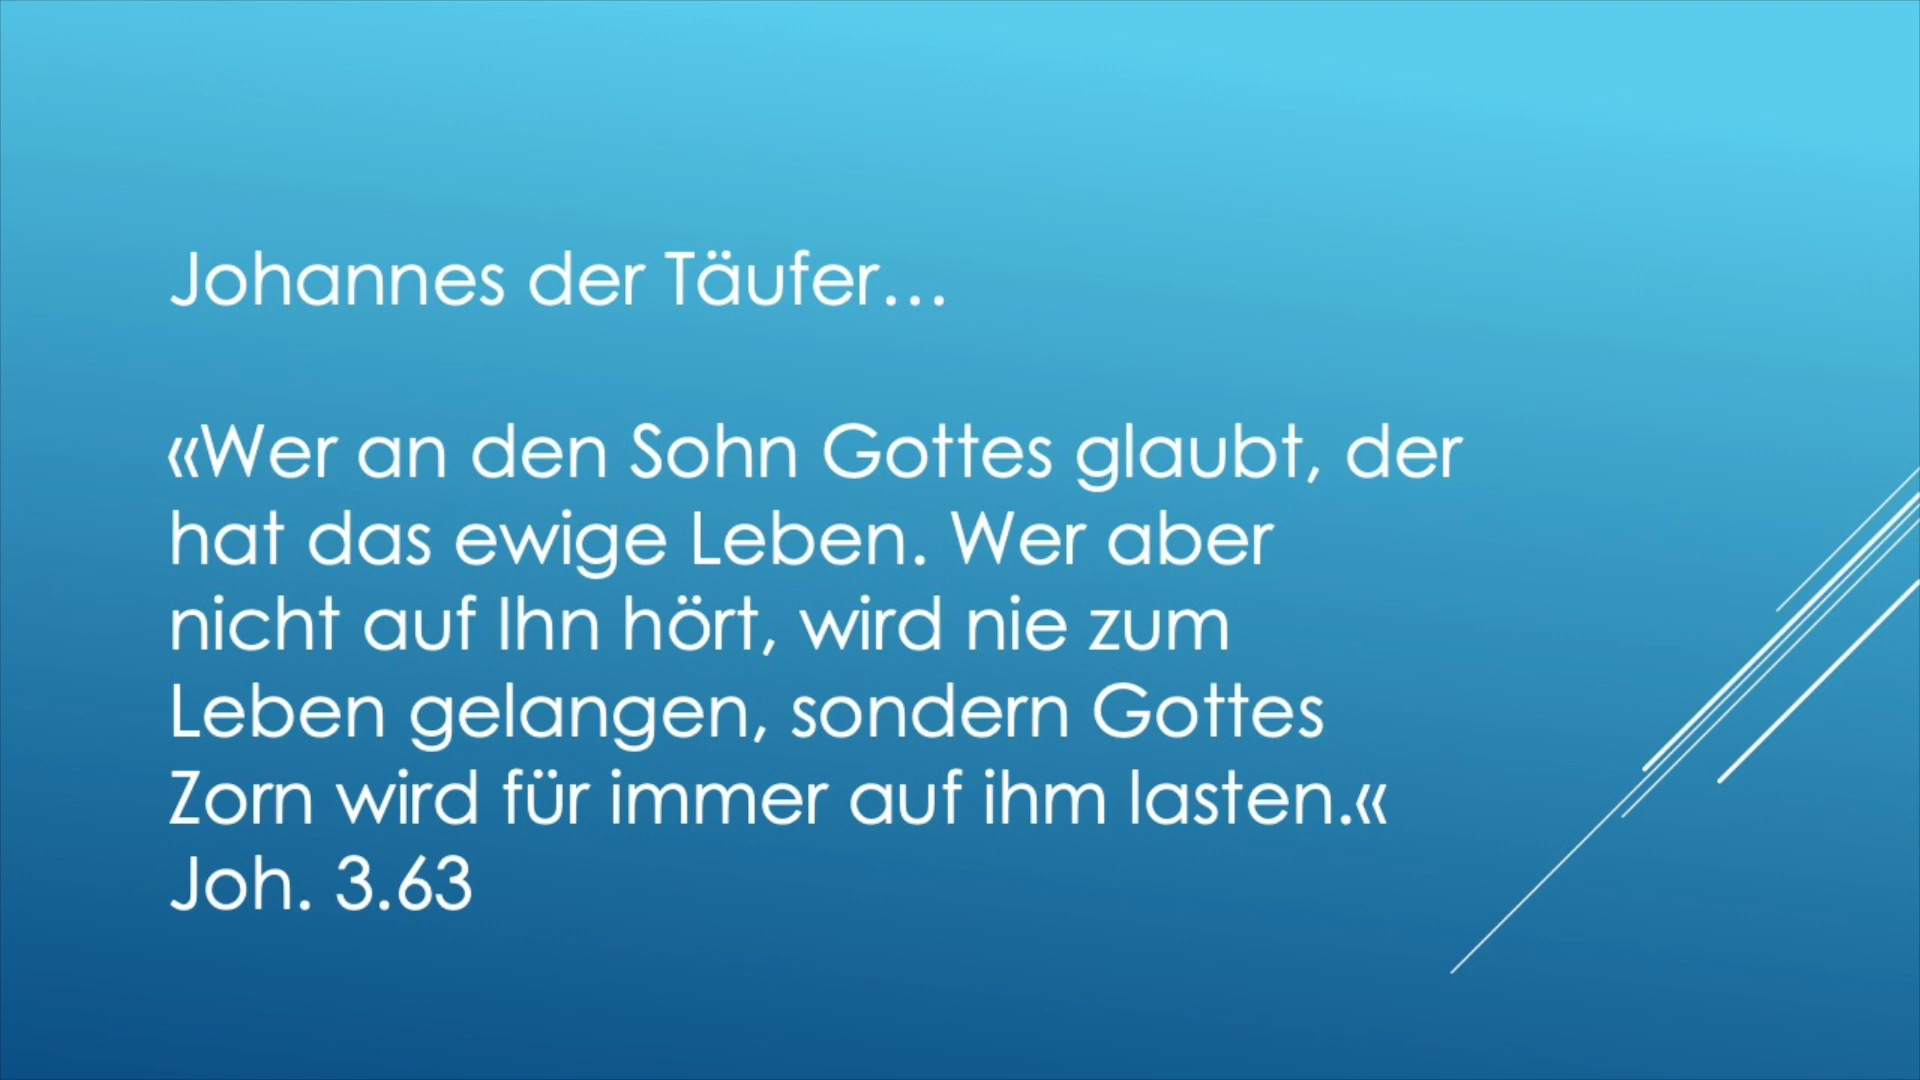 Johannes der Täufer...
«Wer an den Sohn Gottes glaubt, der
hat das ewige Leben. Wer aber
nicht auf Ihn hört, wird nie zum
Leben gelangen, sondern Gottes
Zorn wird für immer auf ihm lasten.«
Joh. 3.63